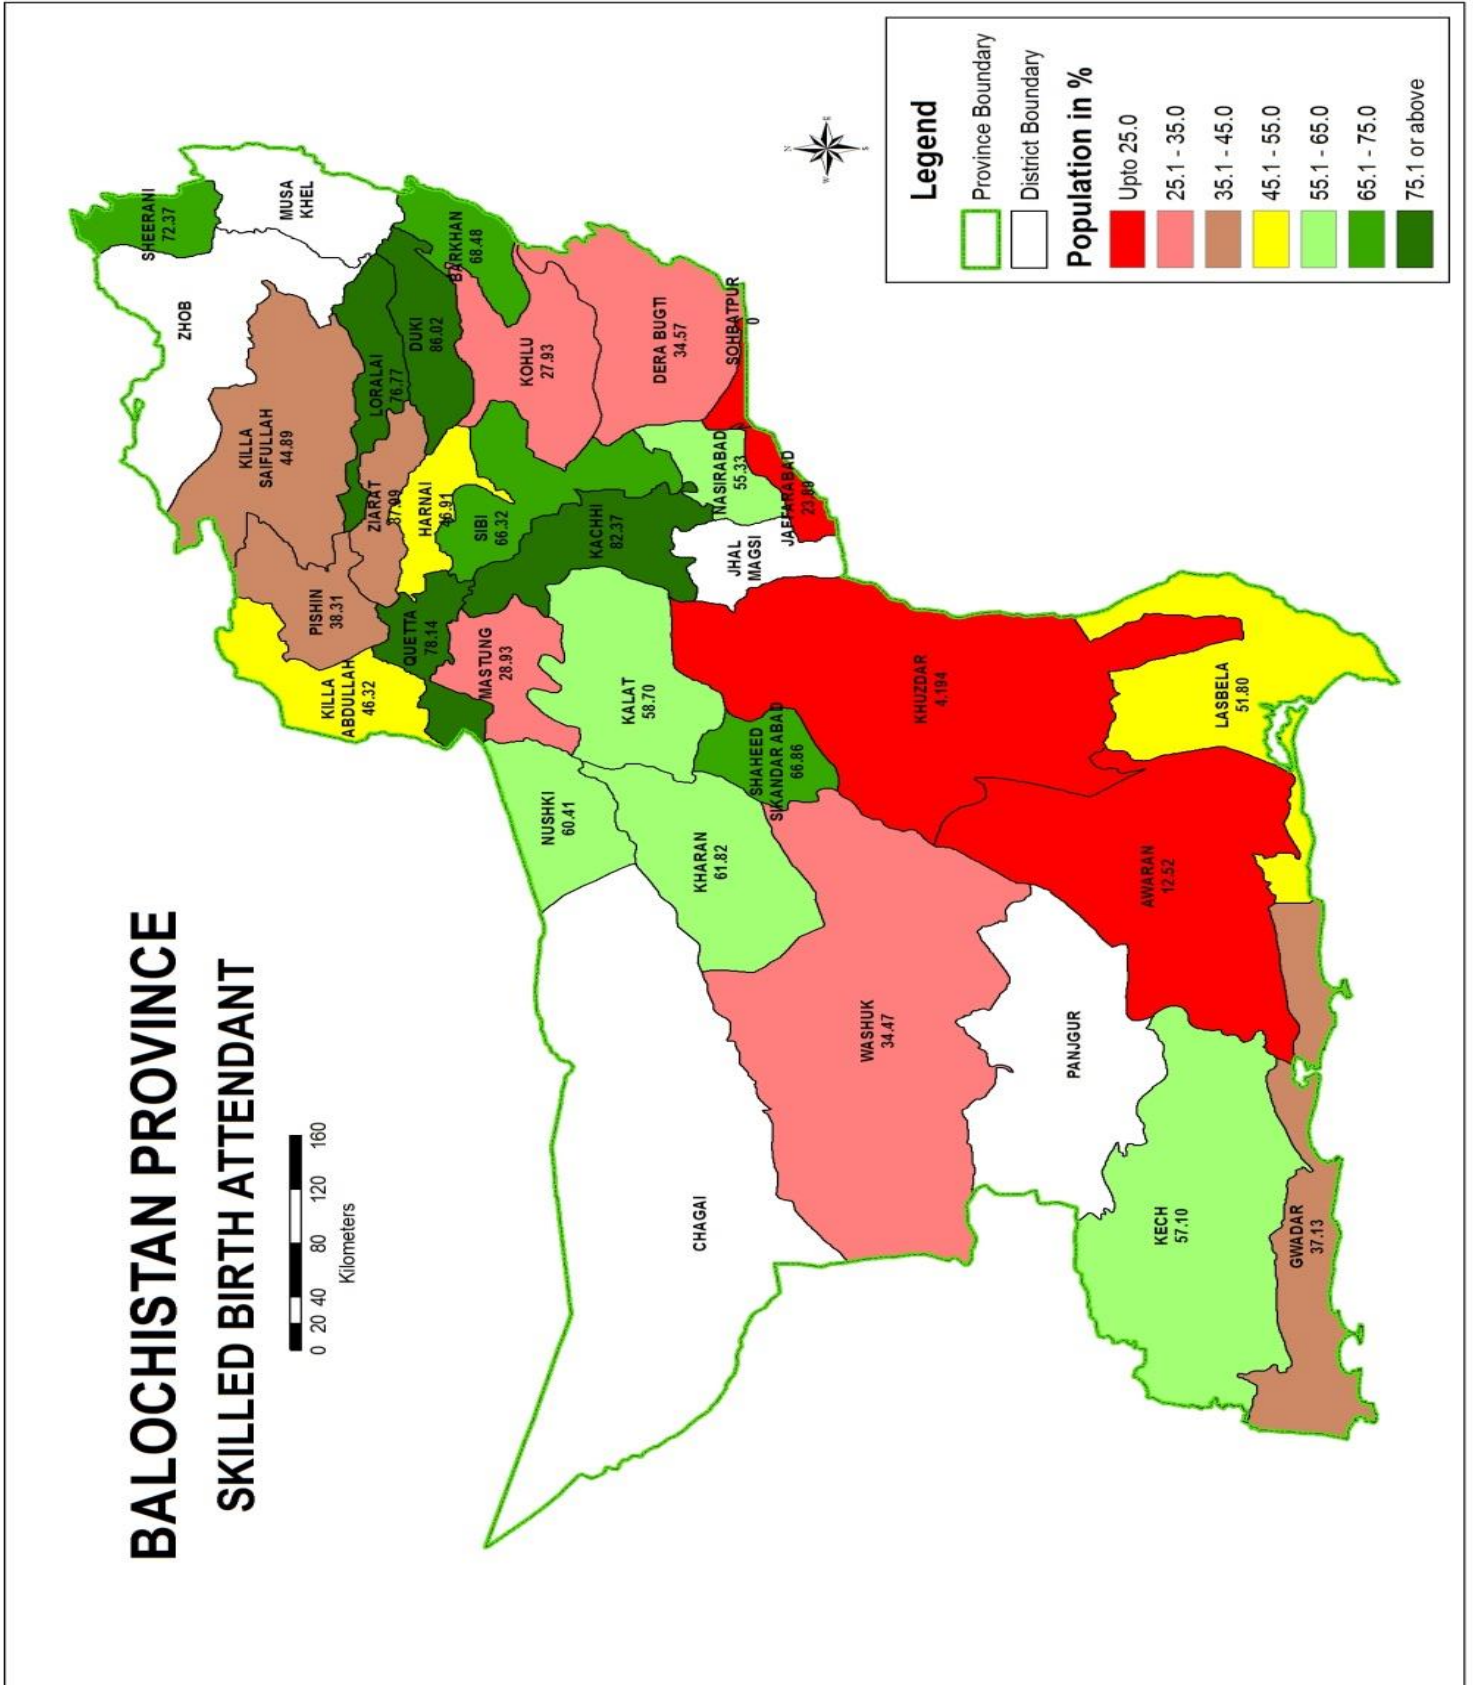 BALOCHISTAN PROVINCE
SKILLED BIRTH ATTENDANT
0 20 40 80 120 160
Kilometers
SHEERANI
72.37
ZHOB
MUSA
KHEL
KILLA
SAIFULLAH
44.89
LORALAI
76.77
DUKI
86.02
BARKHAN
68.48
ZIARAT
HARNAI
46.91
PISHIN
38.31
KILLA
ABDULLAH
46.32
QUETTA
78.14
SIBI
66.32
KOHLU
27.93
DERA BUGTI
34.57
SOHBATPUR
0
KACHHI
82.37
NASIRABAD
55.33
JAFFARABAD
23.89
JHAL
MAGSI
MASTUNG
28.93
KALAT
58.70
NUSHKI
60.41
KHARAN
61.82
SHAHEED
SIKANDAR ABAD
66.86
KHUZDAR
4.194
CHAGAI
WASHUK
34.47
PANJGUR
AWARAN
12.52
LASBELA
51.80
KECH
57.10
GWADAR
37.13
N
W
E
S
Legend
Province Boundary
District Boundary
Population in %
Upto 25.0
25.1 - 35.0
35.1 - 45.0
45.1 - 55.0
55.1 - 65.0
65.1 - 75.0
75.1 or above